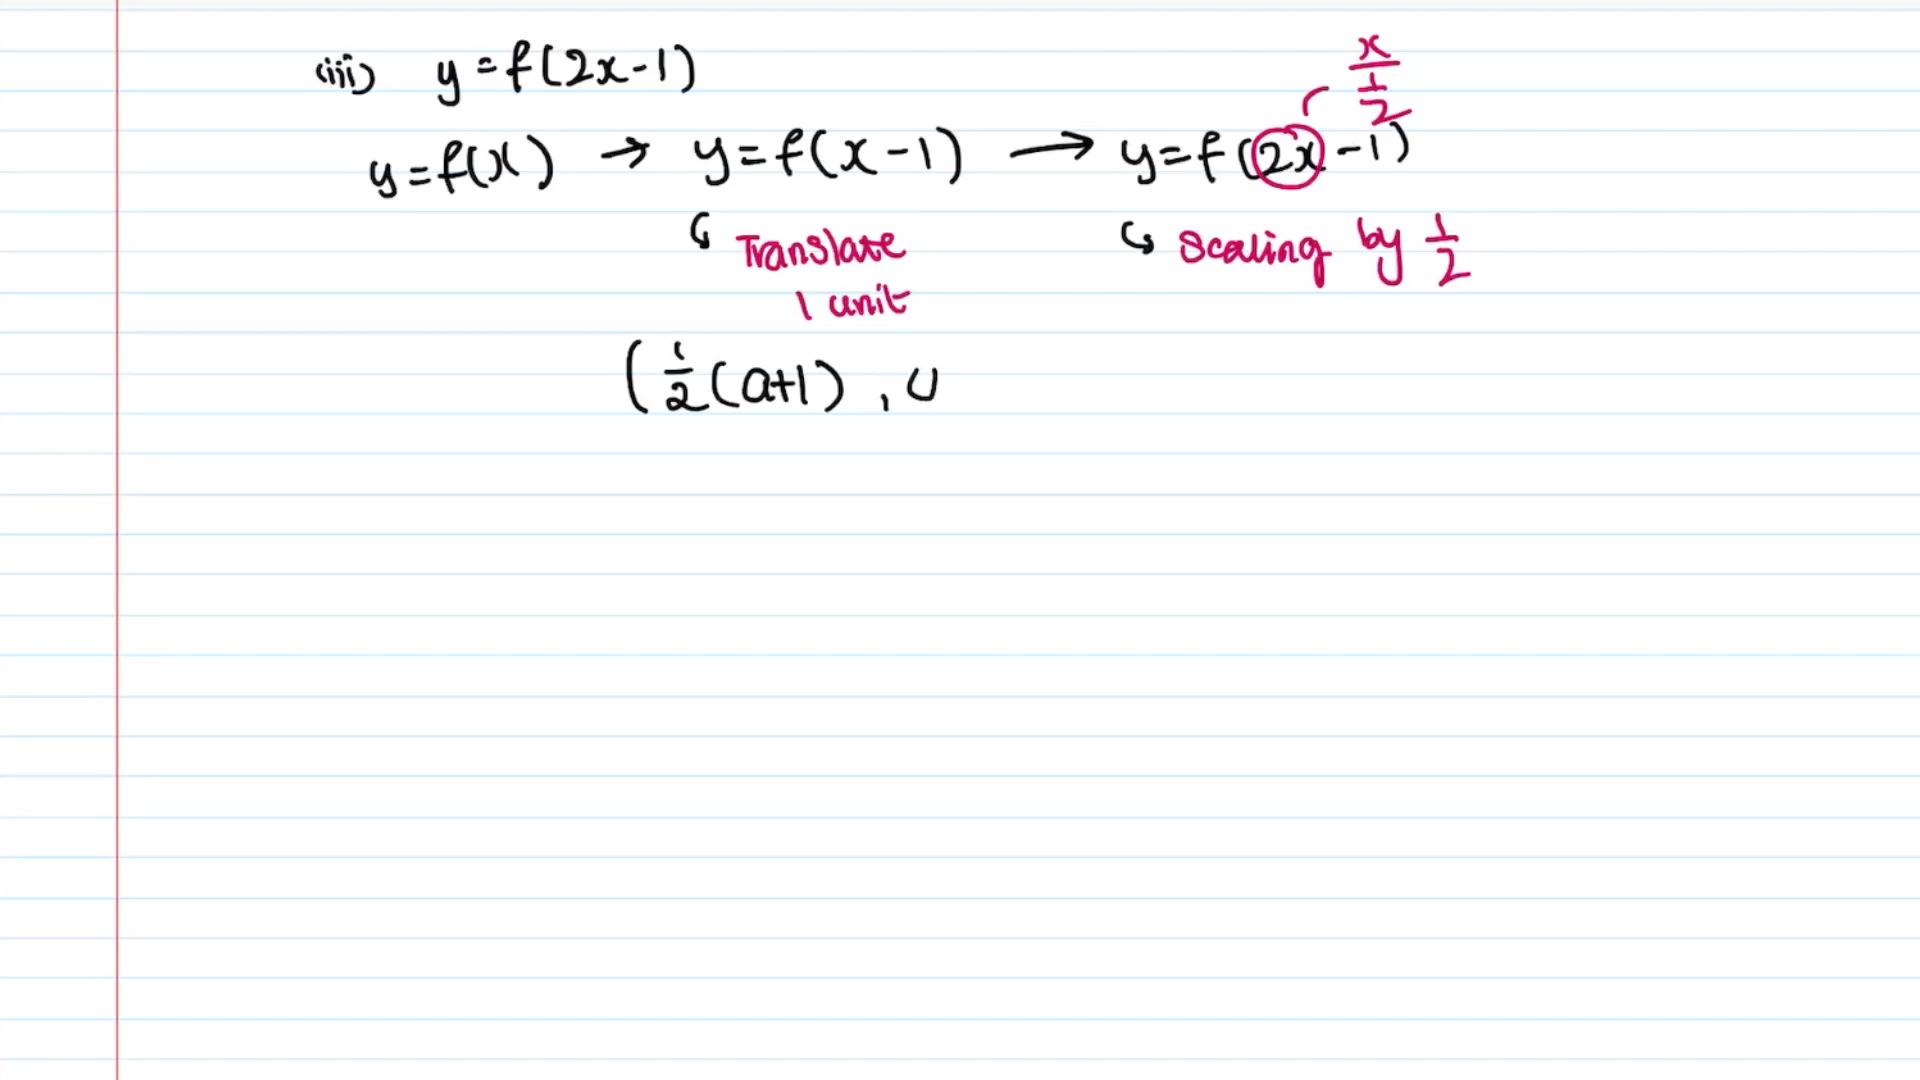 (iii) y=f(2x-1)
y=f(x) → y=f(x-1) → y=f(2x-1)
x/(1/2)
Translate 1 unit
Scaling by 1/2
(1/2(a+1),